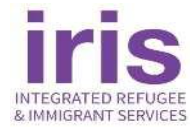 iris
INTEGRATED REFUGEE
& IMMIGRANT SERVICES